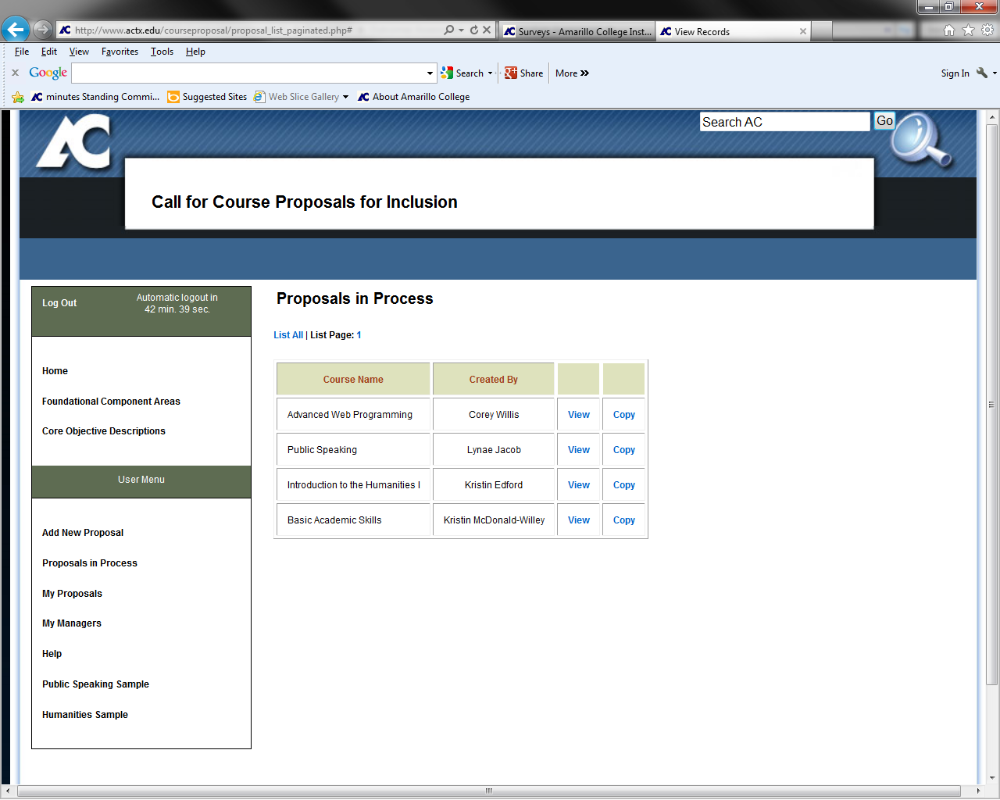 http://www.actx.edu/courseproposal/proposal_list_paginated.php#
AC Surveys - Amarillo College Inst...
AC View Records
File Edit View Favorites Tools Help
Google Search Share More Sign In
AC minutes Standing Commi... Suggested Sites Web Slice Gallery AC About Amarillo College
AC
Search AC Go
Call for Course Proposals for Inclusion
Log Out
Automatic logout in
42 min. 39 sec.
Home
Foundational Component Areas
Core Objective Descriptions
User Menu
Add New Proposal
Proposals in Process
My Proposals
My Managers
Help
Public Speaking Sample
Humanities Sample
Proposals in Process
List All | List Page: 1
Course Name Created By
Advanced Web Programming Corey Willis View Copy
Public Speaking Lynae Jacob View Copy
Introduction to the Humanities I Kristin Edford View Copy
Basic Academic Skills Kristin McDonald-Willey View Copy